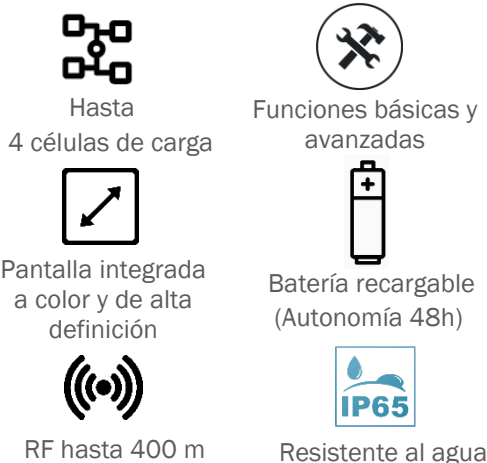 Hasta
4 células de carga
Funciones básicas y
avanzadas
Pantalla integrada
a color y de alta
definición
Batería recargable
(Autonomía 48h)
RF hasta 400 m
IP65
Resistente al agua